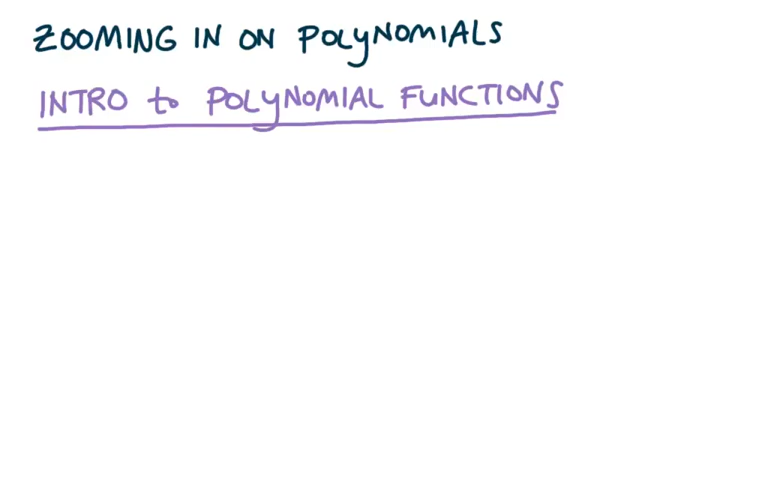 ZOOMING IN ON POLYNOMIALS
INTRO to POLYNOMIAL FUNCTIONS